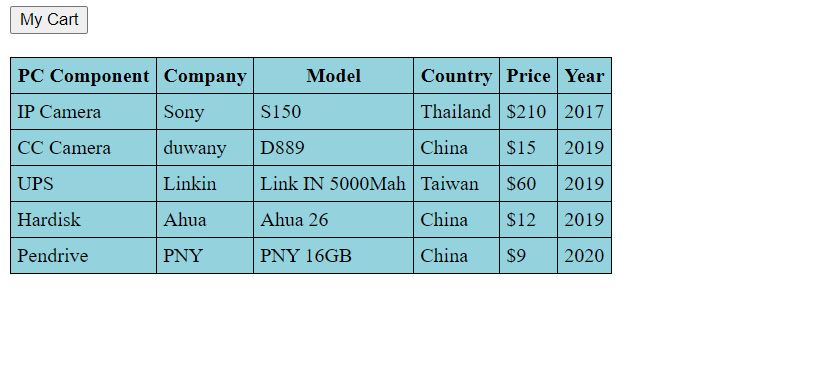 My Cart
PC Component Company Model Country Price Year
IP Camera Sony S150 Thailand $210 2017
CC Camera duwany D889 China $15 2019
UPS Linkin Link IN 5000Mah Taiwan $60 2019
Hardisk Ahua Ahua 26 China $12 2019
Pendrive PNY PNY 16GB China $9 2020